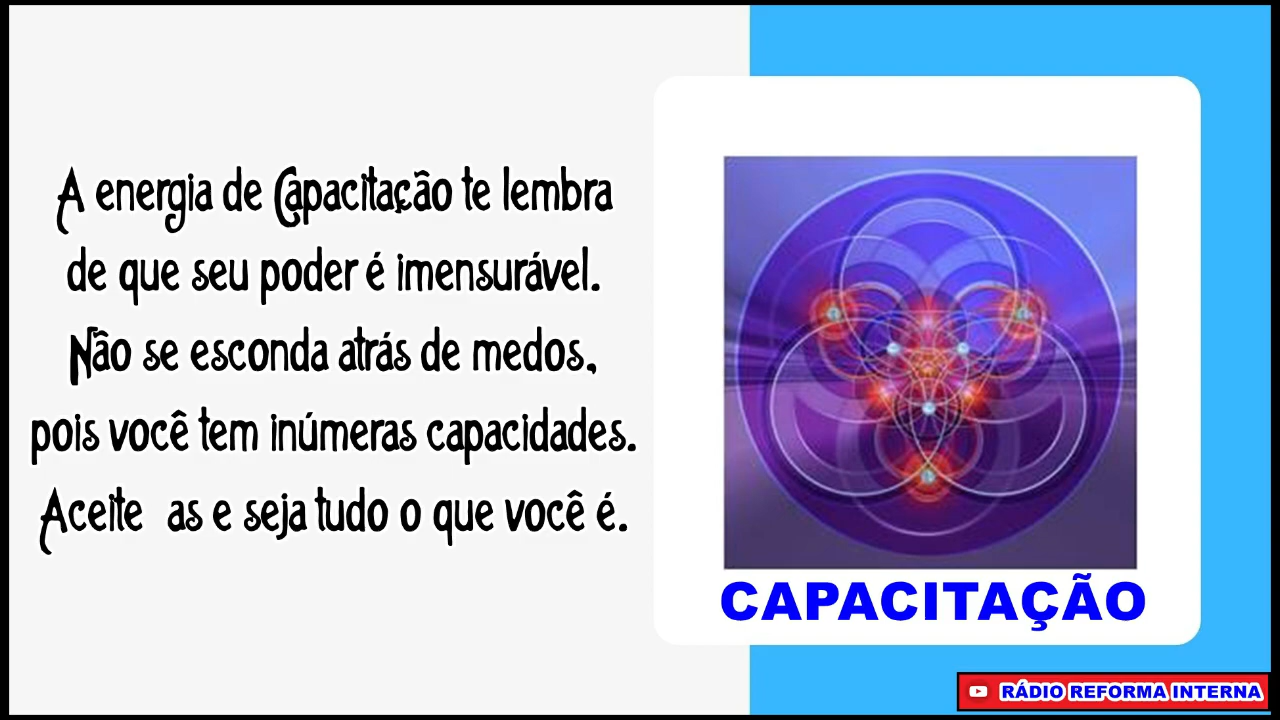 A energia de Capacitação te lembra
de que seu poder é imensurável.
Não se esconda atrás de medos,
pois você tem inúmeras capacidades.
Aceite as e seja tudo o que você é.
CAPACITAÇÃO
RÁDIO REFORMA INTERNA